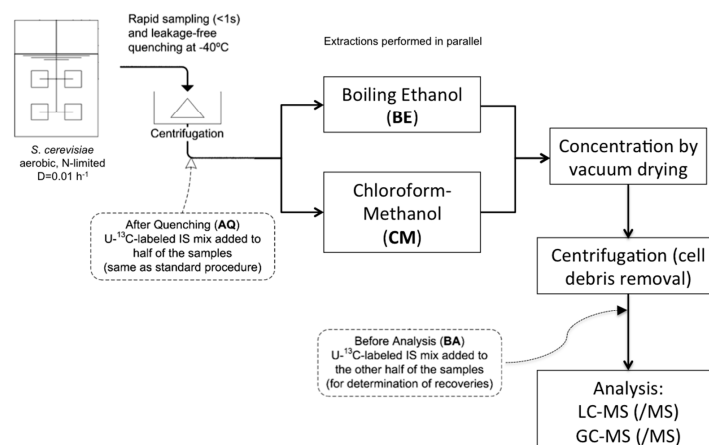 Rapid sampling (<1s)
and leakage-free
quenching at -40ºC
Extractions performed in parallel
Centrifugation
S. cerevisiae
aerobic, N-limited
D=0.01 h⁻¹
Boiling Ethanol
(BE)
Chloroform-
Methanol
(CM)
Concentration by
vacuum drying
After Quenching (AQ)
U-¹³C-labeled IS mix added to
half of the samples
(same as standard procedure)
Centrifugation (cell
debris removal)
Before Analysis (BA)
U-¹³C-labeled IS mix added to
the other half of the samples
(for determination of recoveries)
Analysis:
LC-MS (/MS)
GC-MS (/MS)